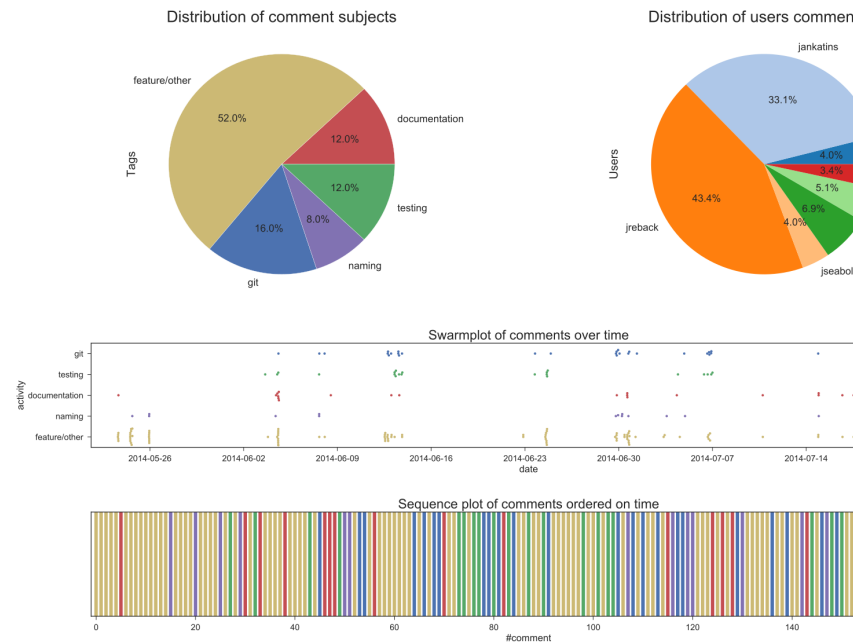 Distribution of comment subjects
Distribution of users commen
jankatins
feature/other
33.1%
52.0%
documentation
12.0%
4.0%
3.4%
Tags
Users
12.0%
5.1%
testing
43.4%
6.9%
8.0%
4.0%
16.0%
jreback
naming
jseabol
git
Swarmplot of comments over time
git
testing
documentation
naming
feature/other
activity
2014-05-26 2014-06-02 2014-06-09 2014-06-16 2014-06-23 2014-06-30 2014-07-07 2014-07-14
date
Sequence plot of comments ordered on time
0 20 40 60 80 100 120 140
#comment